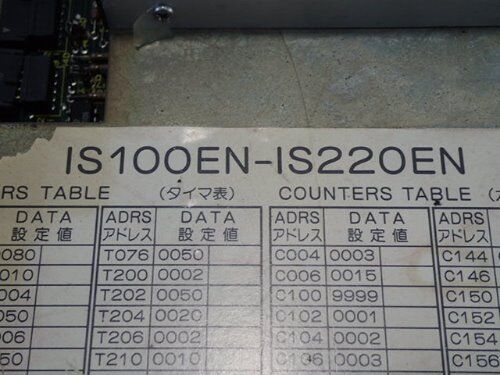 IS100EN-IS220EN
RS TABLE (タイマ表) COUNTERS TABLE
DATA ADRS DATA ADRS DATA ADRS
設定値 アドレス 設定値 アドレス 設定値 アドレス
0080 T076 0050 C004 0003 C144
010 T200 0002 C006 0015 C146
004 T202 0050 C100 9999 C150
050 T204 0020 C102 0001 C152
00 T206 0002 C104 0002 C154
50 T210 0010 C106 0003 C156